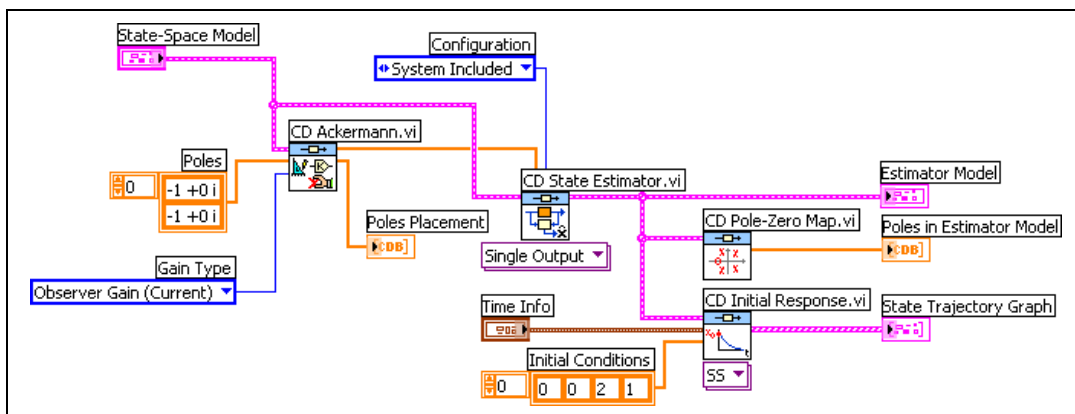 State-Space Model
Configuration
System Included
CD Ackermann.vi
Poles
0
-1 +0 i
-1 +0 i
CD State Estimator.vi
Estimator Model
Poles Placement
CDB]
CD Pole-Zero Map.vi
Poles in Estimator Model
CDB]
Single Output
Gain Type
Observer Gain (Current)
Time Info
CD Initial Response.vi
State Trajectory Graph
Initial Conditions
0
0 0 2 1
SS